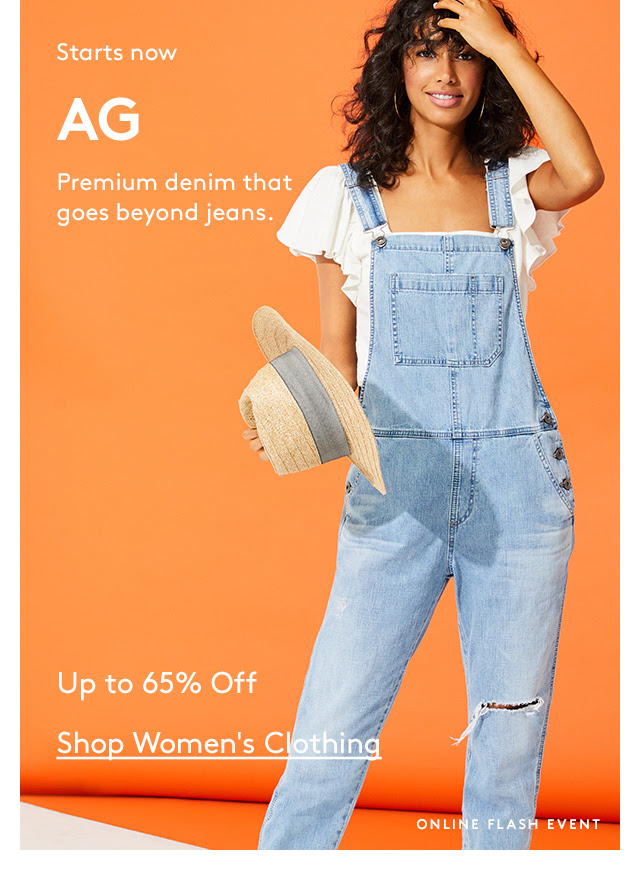 Starts now
AG
Premium denim that
goes beyond jeans.
Up to 65% Off
Shop Women's Clothing
ONLINE FLASH EVENT